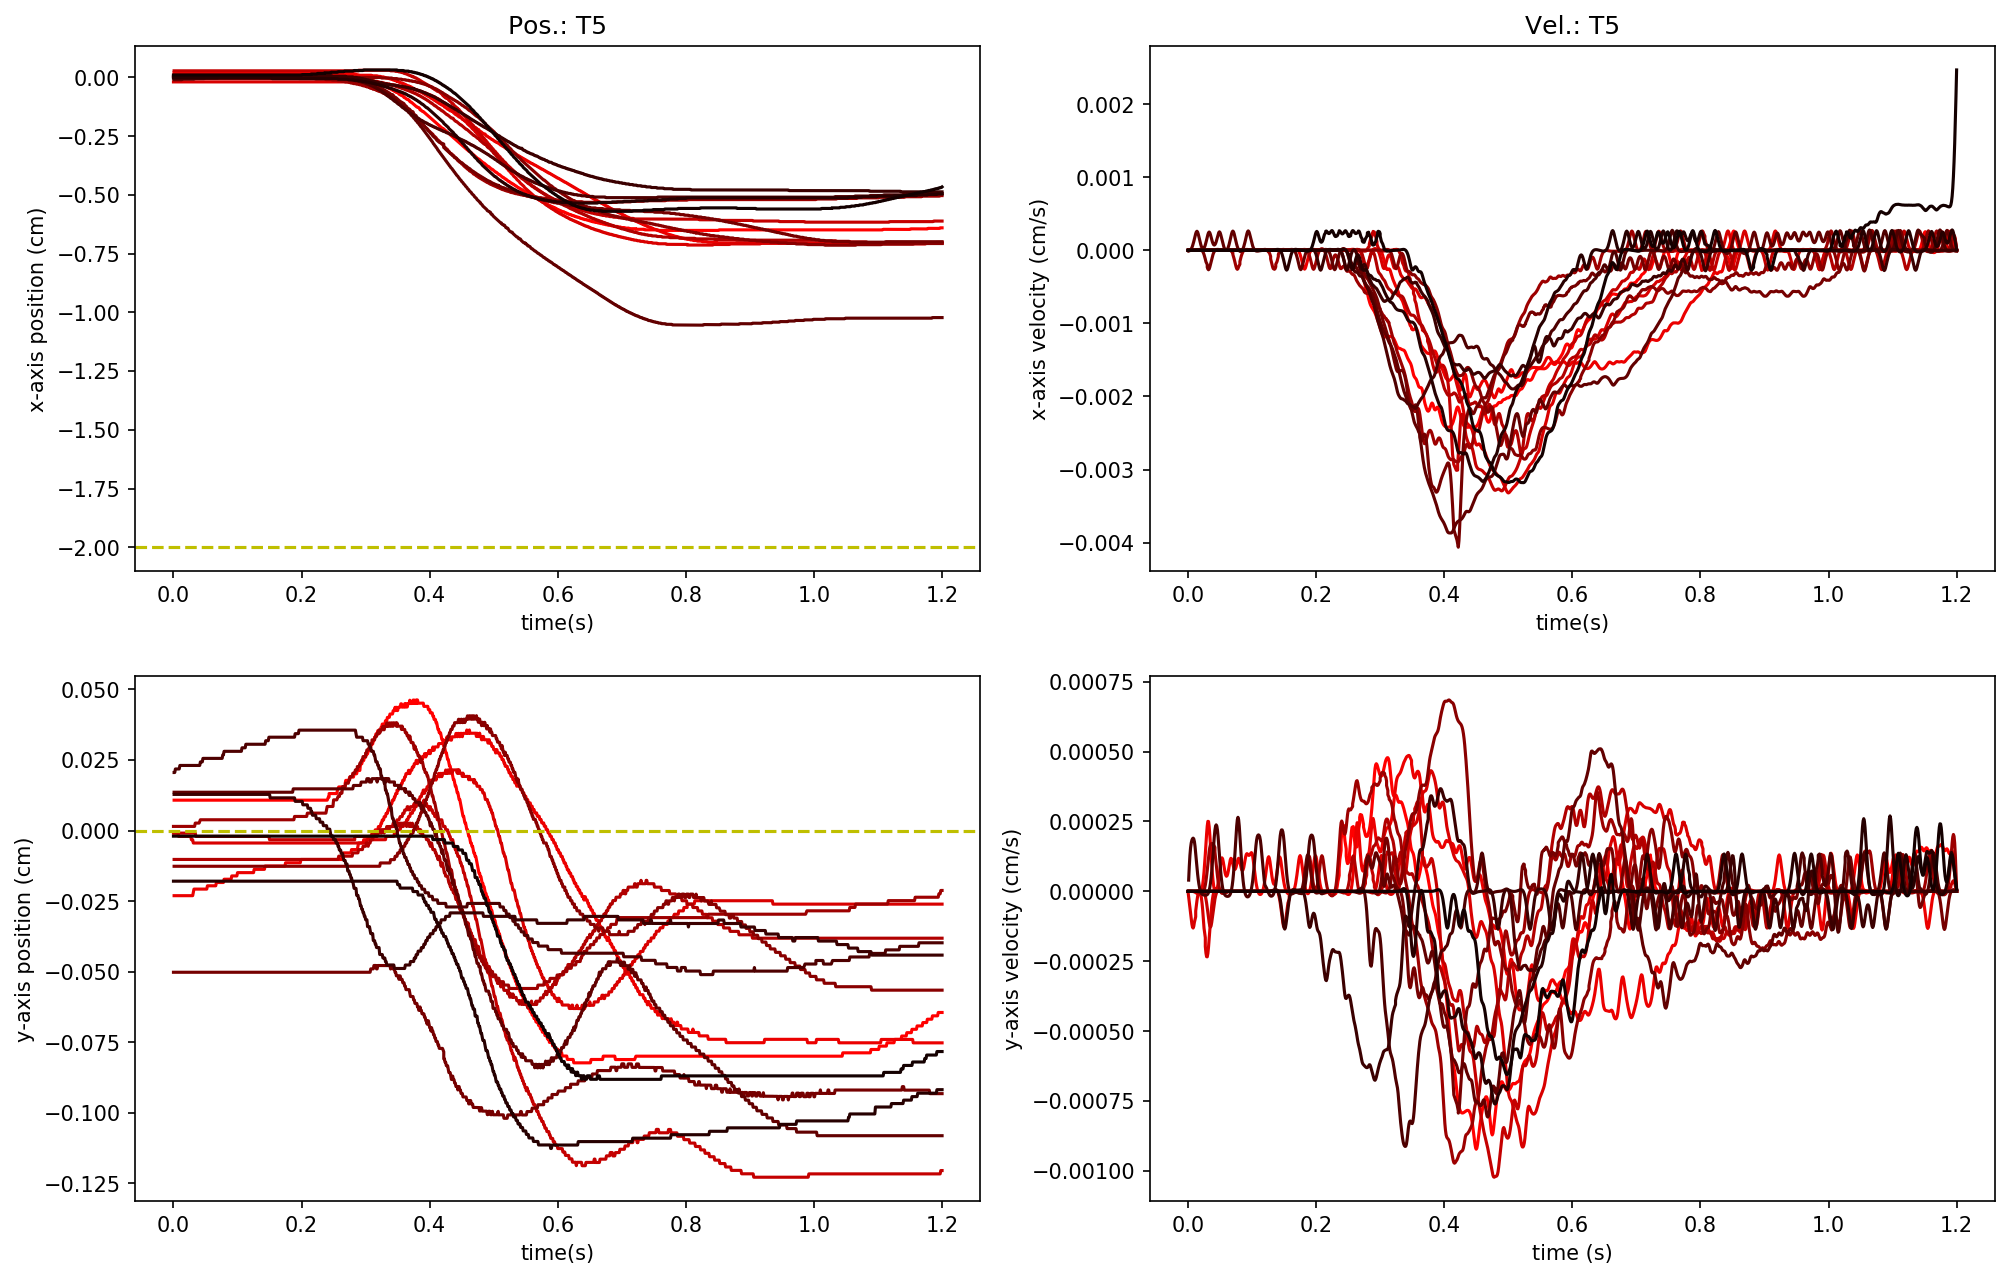 Pos.: T5
x-axis position (cm)
0.00
−0.25
−0.50
−0.75
−1.00
−1.25
−1.50
−1.75
−2.00
0.0 0.2 0.4 0.6 0.8 1.0 1.2
time(s)
Vel.: T5
x-axis velocity (cm/s)
0.002
0.001
0.000
−0.001
−0.002
−0.003
−0.004
0.0 0.2 0.4 0.6 0.8 1.0 1.2
time(s)
y-axis position (cm)
0.050
0.025
0.000
−0.025
−0.050
−0.075
−0.100
−0.125
0.0 0.2 0.4 0.6 0.8 1.0 1.2
time(s)
y-axis velocity (cm/s)
0.00075
0.00050
0.00025
0.00000
−0.00025
−0.00050
−0.00075
−0.00100
0.0 0.2 0.4 0.6 0.8 1.0 1.2
time (s)